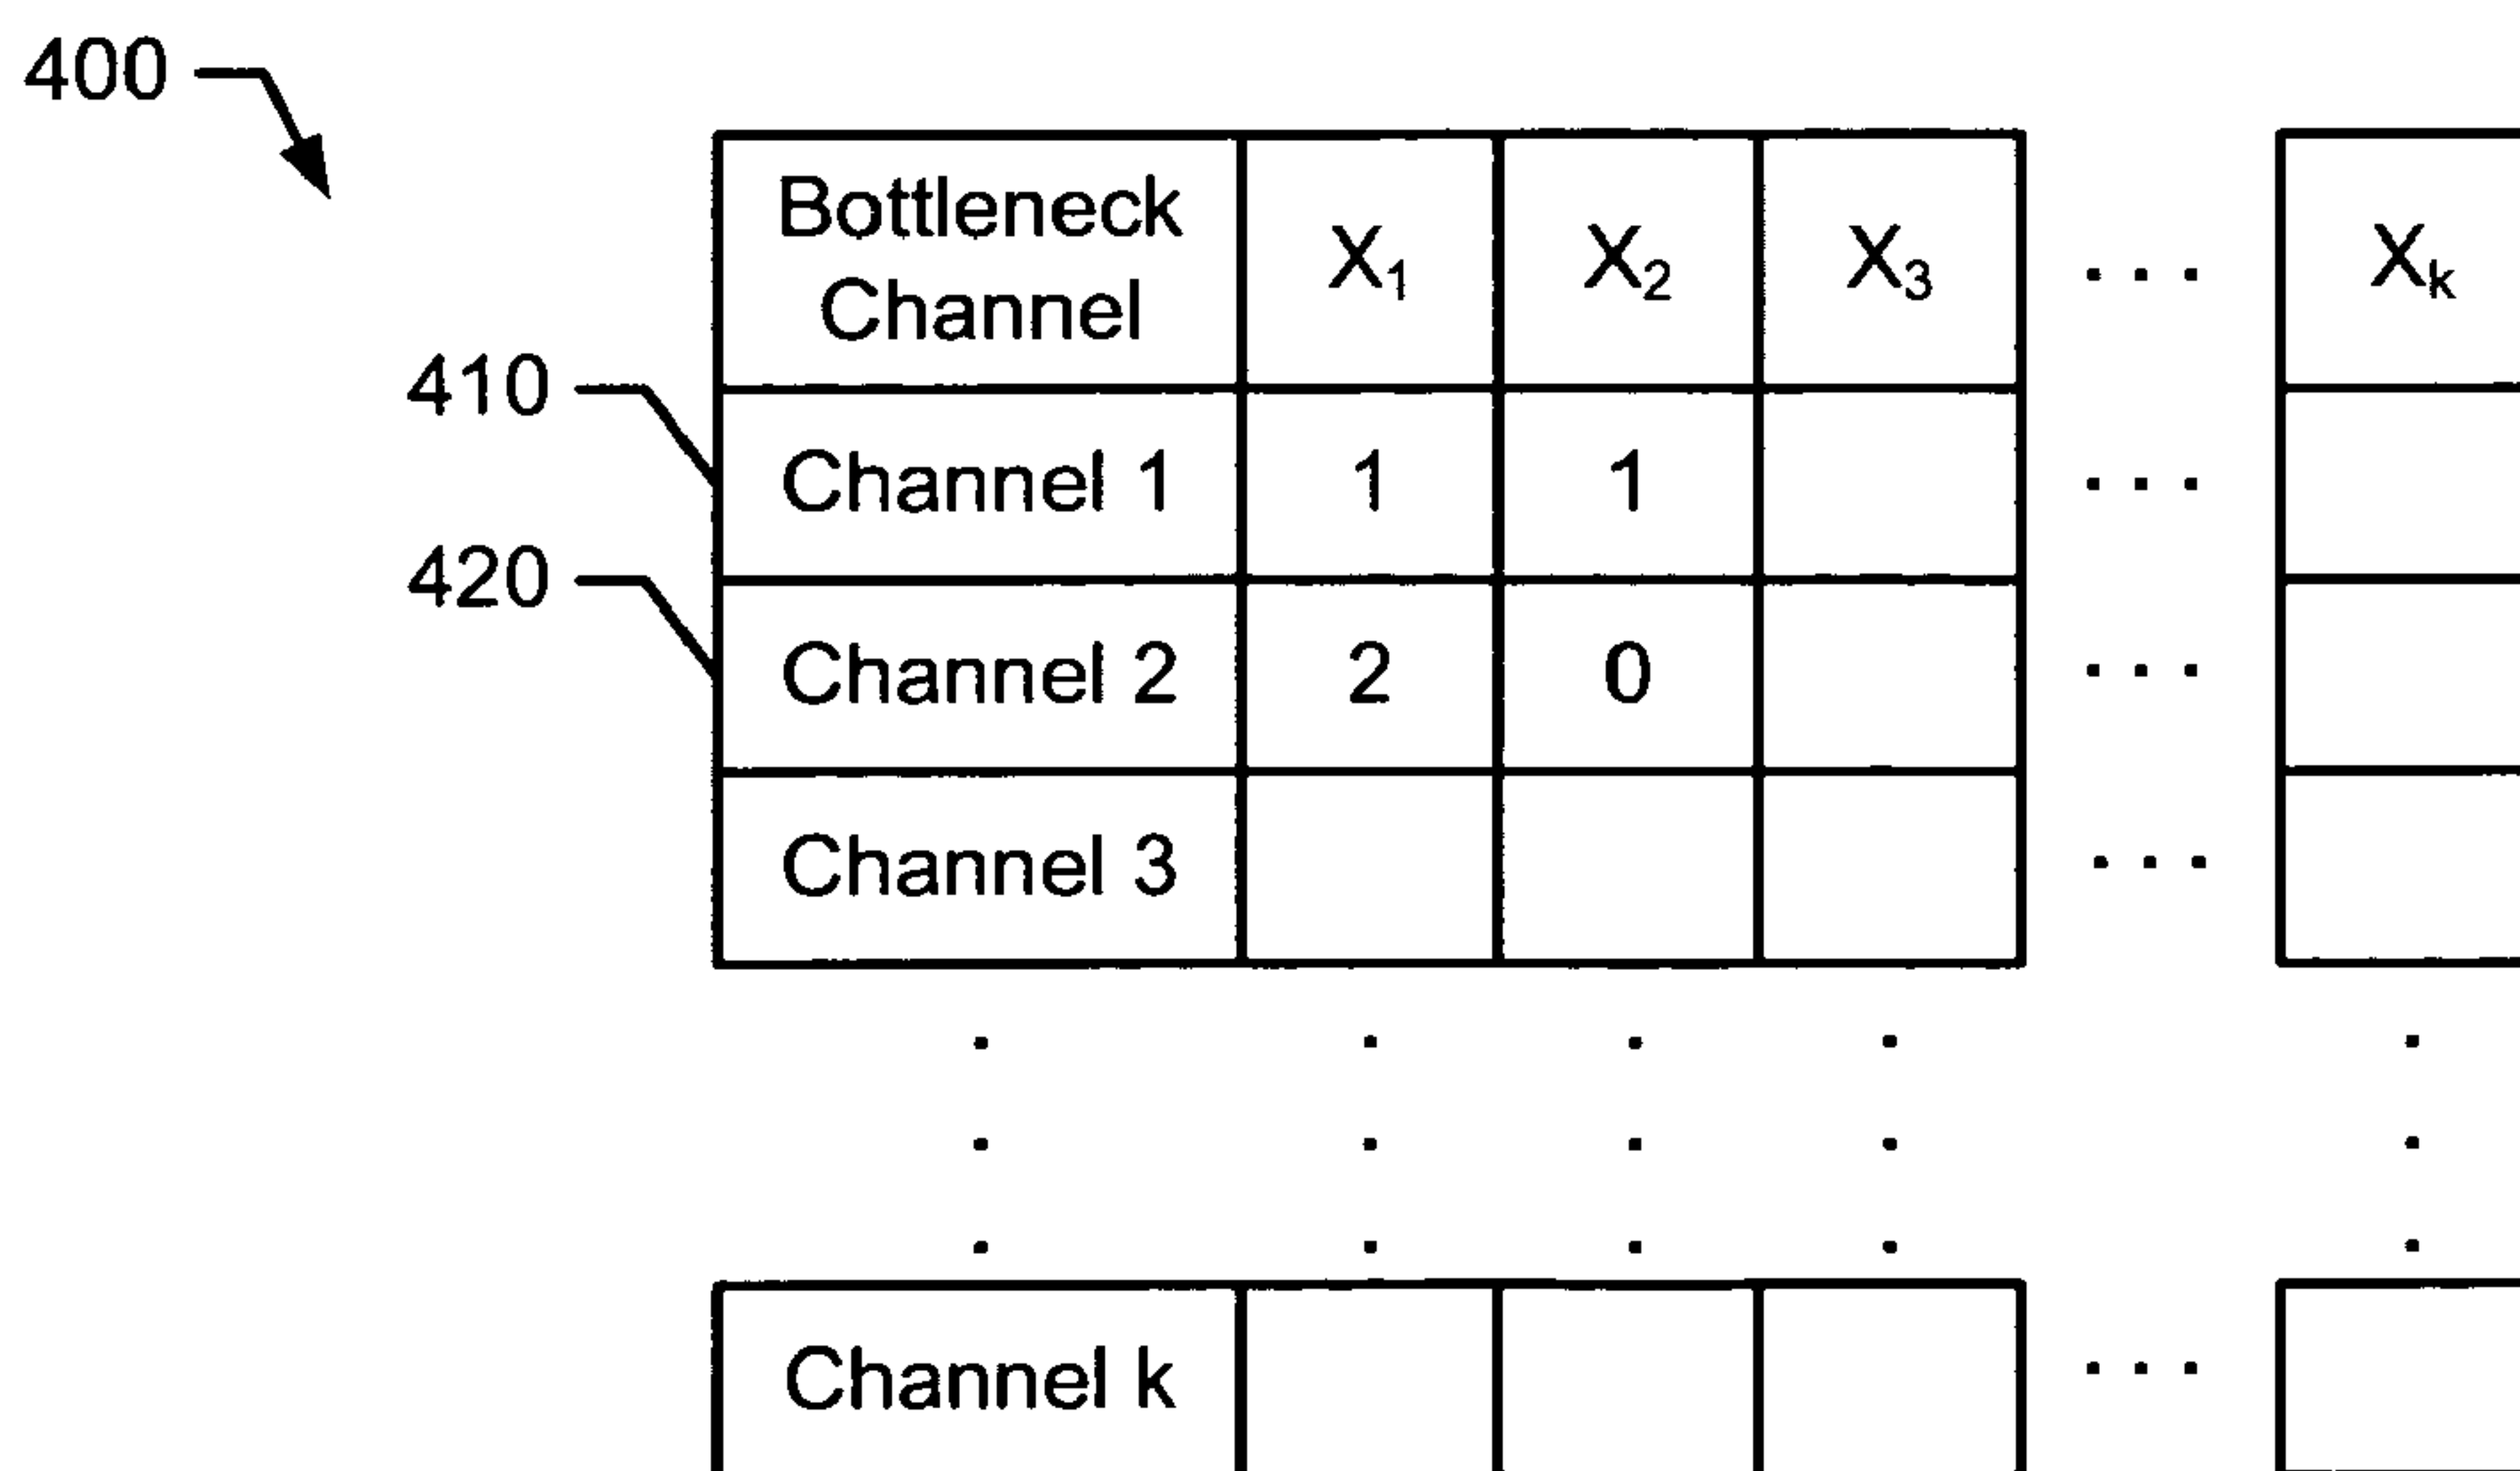 400
Bottleneck Channel X₁ X₂ X₃ . . . Xₖ
410
Channel 1 1 1 . . .
420
Channel 2 2 0 . . .
Channel 3 . . .
Channel k . . .